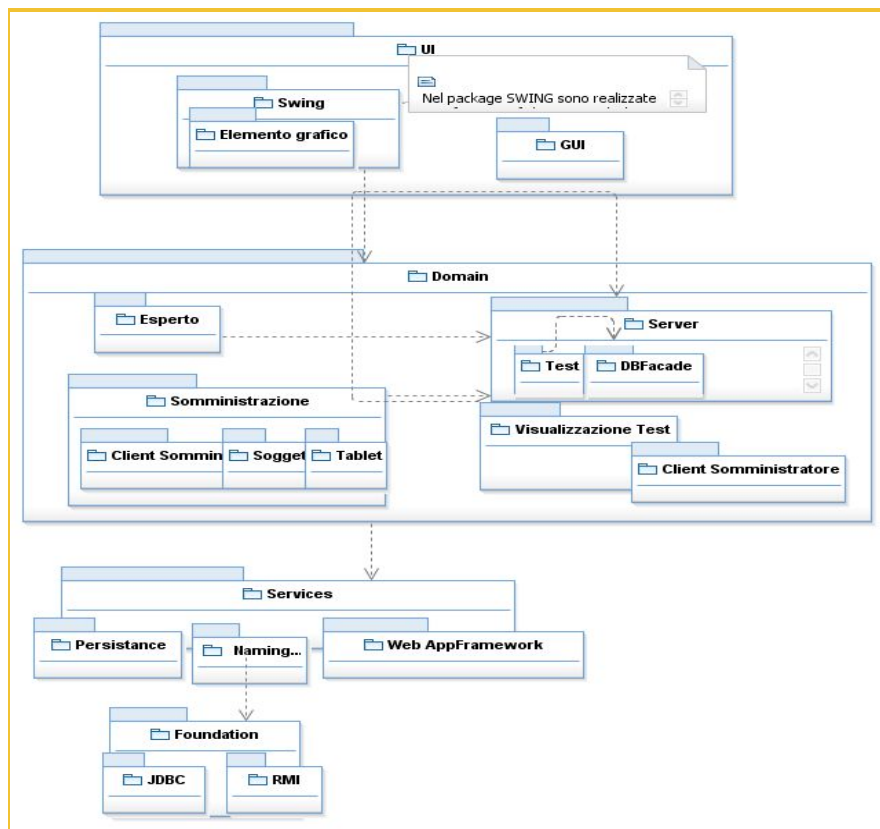 UI
Nel package SWING sono realizzate
Swing
Elemento grafico
GUI
Domain
Esperto
Server
Test
DBFacade
Somministrazione
Client Sommin
Sogget
Tablet
Visualizzazione Test
Client Somministratore
Services
Persistance
Naming...
Web AppFramework
Foundation
JDBC
RMI